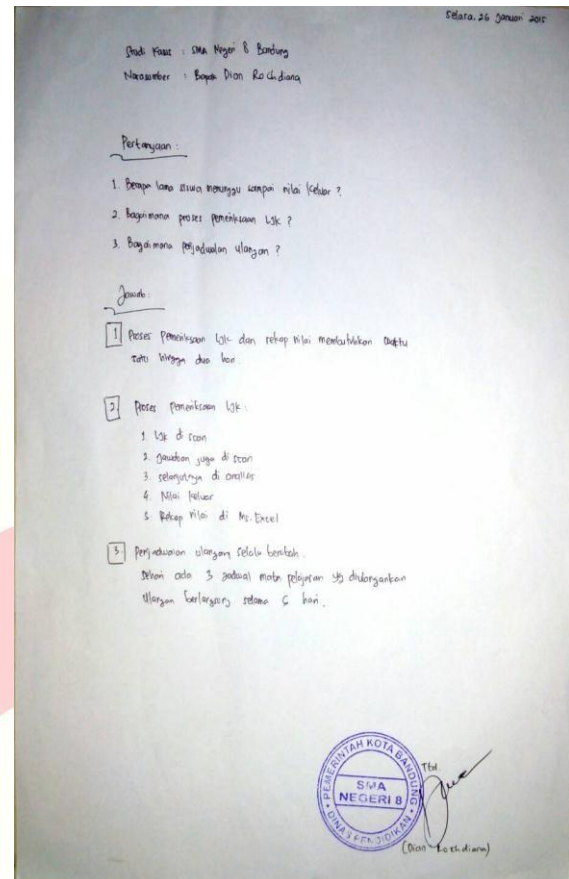 Selasa, 26 Januari 2015
Studi Kasus : SMA Negeri 8 Bandung
Narasumber : Bapak Dian Rochdiana
Pertanyaan :
1. Berapa lama siswa menunggu sampai nilai keluar ?
2. Bagaimana proses pemeriksaan LJK ?
3. Bagaimana penjadwalan ulangan ?
Jawab :
1 Proses Pemeriksaan LJK dan rekap nilai membutuhkan waktu
satu hingga dua hari
2. Proses Pemeriksaan LJK :
1. LJK di scan
2. Jawaban juga di scan
3. selanjutnya di analisis
4. Nilai keluar
5. Rekap nilai di Ms. Excel
3. Penjadwalan ulangan selalu berubah.
Sehari ada 3 jadwal mata pelajaran yg diulangankan
Ulangan berlangsung selama 6 hari.
PEMERINTAH KOTA BANDUNG
SMA
NEGERI 8
DINAS PENDIDIKAN
Ttd.
(Dian Rochdiana)